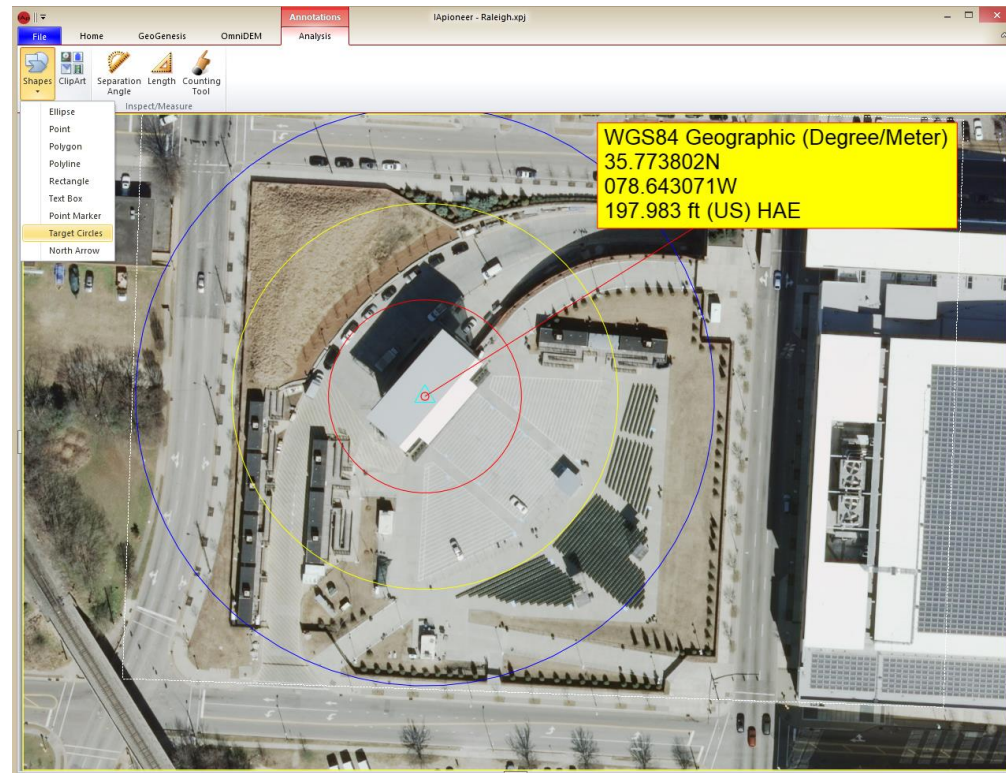 Annotations
IApioneer - Raleigh.xpj
File
Home
GeoGenesis
OmniDEM
Analysis
Shapes
ClipArt
Separation
Angle
Length
Counting
Tool
Inspect/Measure
Ellipse
Point
Polygon
Polyline
Rectangle
Text Box
Point Marker
Target Circles
North Arrow
WGS84 Geographic (Degree/Meter)
35.773802N
078.643071W
197.983 ft (US) HAE